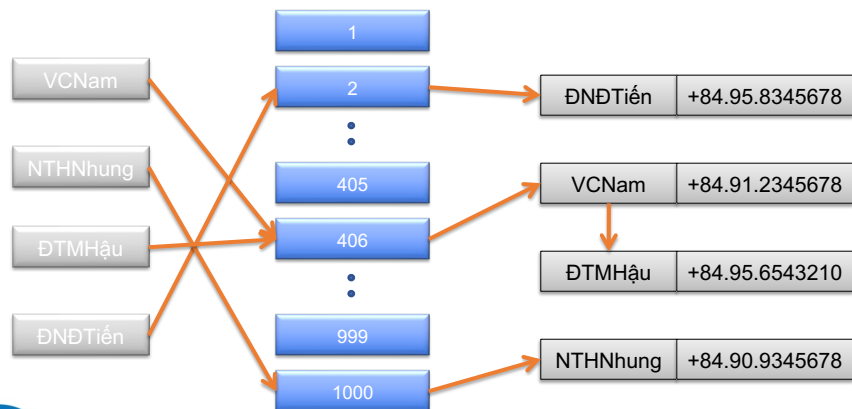 VCNam
NTHNhung
ĐTMHậu
ĐNĐTiến
1
2
405
406
999
1000
ĐNĐTiến +84.95.8345678
VCNam +84.91.2345678
ĐTMHậu +84.95.6543210
NTHNhung +84.90.9345678